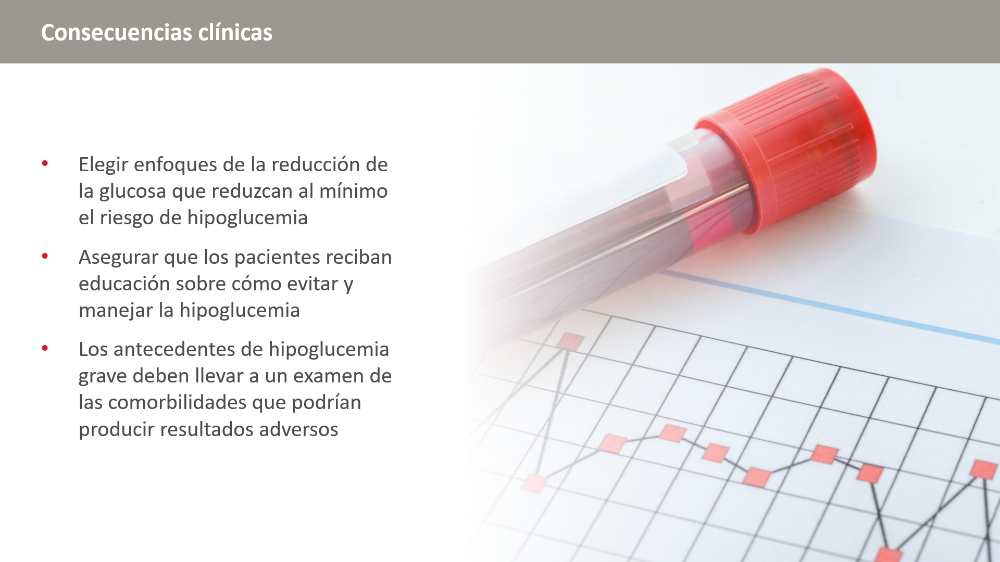 Consecuencias clínicas
• Elegir enfoques de la reducción de
la glucosa que reduzcan al mínimo
el riesgo de hipoglucemia
• Asegurar que los pacientes reciban
educación sobre cómo evitar y
manejar la hipoglucemia
• Los antecedentes de hipoglucemia
grave deben llevar a un examen de
las comorbilidades que podrían
producir resultados adversos